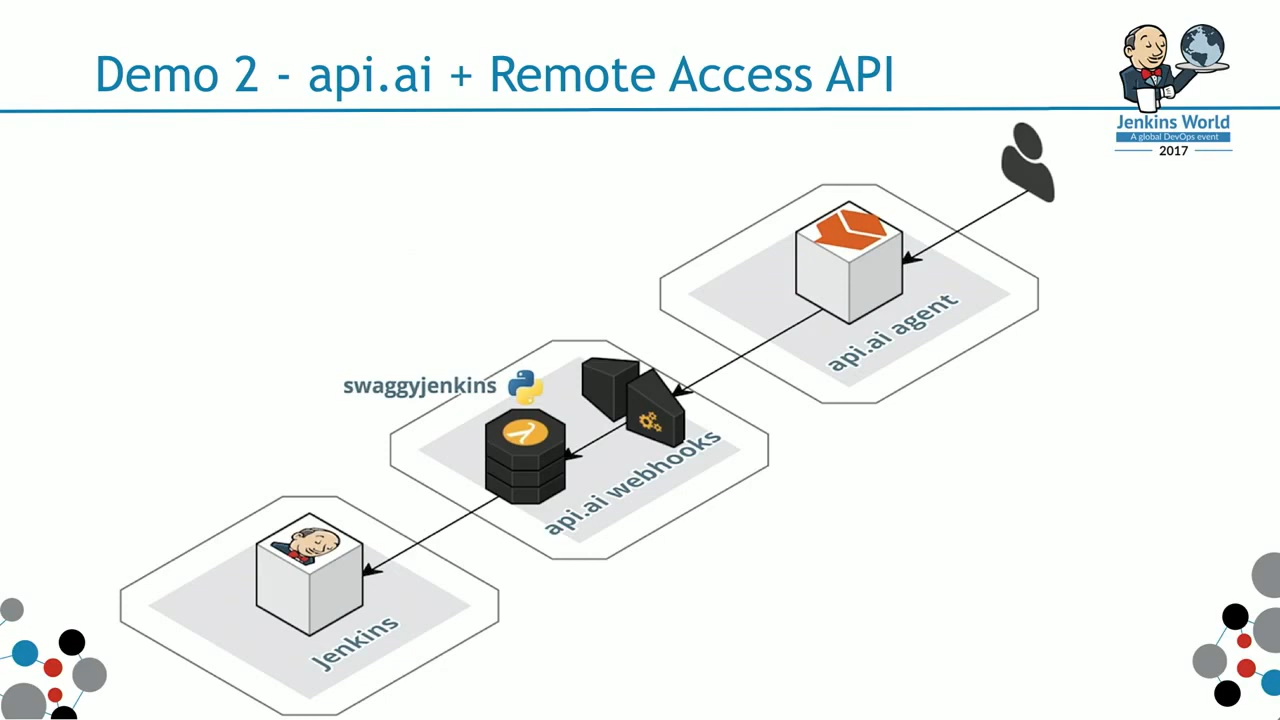 Demo 2 - api.ai + Remote Access API
Jenkins World
A global DevOps event
2017
api.ai agent
swaggyjenkins
api.ai webhooks
Jenkins